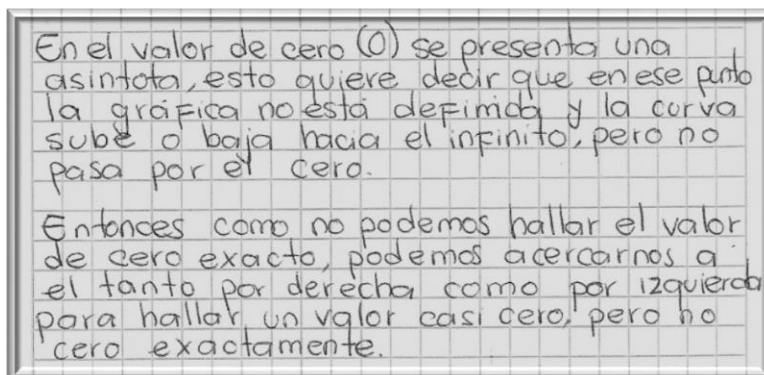 En el valor de cero (0) se presenta una
asintota, esto quiere decir que en ese punto
la gráfica no está definida y la curva
sube o baja hacia el infinito, pero no
pasa por el cero.
Entonces como no podemos hallar el valor
de cero exacto, podemos acercarnos a
el tanto por derecha como por izquierda
para hallar un valor casi cero, pero no
cero exactamente.